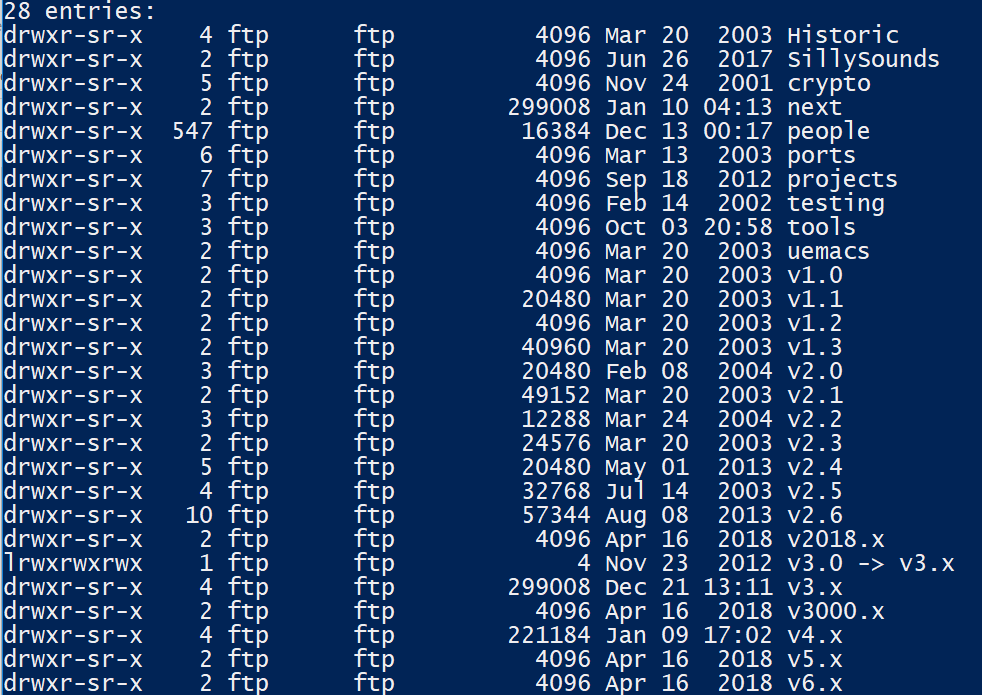 28 entries:
drwxr-sr-x    4 ftp      ftp          4096 Mar 20  2003 Historic
drwxr-sr-x    2 ftp      ftp          4096 Jun 26  2017 SillySounds
drwxr-sr-x    5 ftp      ftp          4096 Nov 24  2001 crypto
drwxr-sr-x    2 ftp      ftp        299008 Jan 10 04:13 next
drwxr-sr-x  547 ftp      ftp         16384 Dec 13 00:17 people
drwxr-sr-x    6 ftp      ftp          4096 Mar 13  2003 ports
drwxr-sr-x    7 ftp      ftp          4096 Sep 18  2012 projects
drwxr-sr-x    3 ftp      ftp          4096 Feb 14  2002 testing
drwxr-sr-x    3 ftp      ftp          4096 Oct 03 20:58 tools
drwxr-sr-x    2 ftp      ftp          4096 Mar 20  2003 uemacs
drwxr-sr-x    2 ftp      ftp          4096 Mar 20  2003 v1.0
drwxr-sr-x    2 ftp      ftp         20480 Mar 20  2003 v1.1
drwxr-sr-x    2 ftp      ftp          4096 Mar 20  2003 v1.2
drwxr-sr-x    2 ftp      ftp         40960 Mar 20  2003 v1.3
drwxr-sr-x    3 ftp      ftp         20480 Feb 08  2004 v2.0
drwxr-sr-x    2 ftp      ftp         49152 Mar 20  2003 v2.1
drwxr-sr-x    3 ftp      ftp         12288 Mar 24  2004 v2.2
drwxr-sr-x    2 ftp      ftp         24576 Mar 20  2003 v2.3
drwxr-sr-x    5 ftp      ftp         20480 May 01  2013 v2.4
drwxr-sr-x    4 ftp      ftp         32768 Jul 14  2003 v2.5
drwxr-sr-x   10 ftp      ftp         57344 Aug 08  2013 v2.6
drwxr-sr-x    2 ftp      ftp          4096 Apr 16  2018 v2018.x
lrwxrwxrwx    1 ftp      ftp             4 Nov 23  2012 v3.0 -> v3.x
drwxr-sr-x    4 ftp      ftp        299008 Dec 21 13:11 v3.x
drwxr-sr-x    2 ftp      ftp          4096 Apr 16  2018 v3000.x
drwxr-sr-x    4 ftp      ftp        221184 Jan 09 17:02 v4.x
drwxr-sr-x    2 ftp      ftp          4096 Apr 16  2018 v5.x
drwxr-sr-x    2 ftp      ftp          4096 Apr 16  2018 v6.x